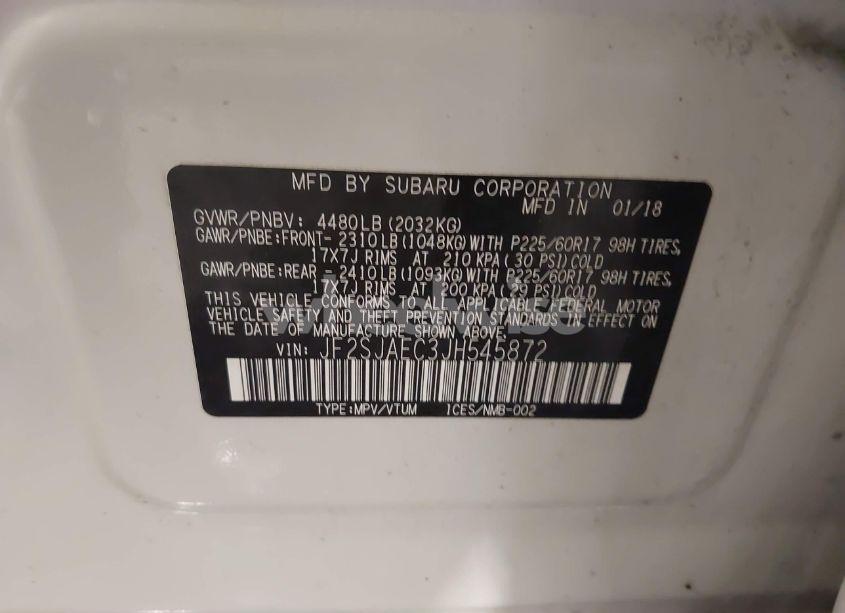 MFD BY SUBARU CORPORATION
MFD IN 01/18
GVWR/PNBV: 4480LB (2032KG)
GAWR/PNBE:FRONT- 2310LB(1048KG)WITH P225/60R17 98H TIRES,
17X7J RIMS AT 210 KPA( 30 PSI)COLD
GAWR/PNBE:REAR - 2410LB(1093KG)WITH P225/60R17 98H TIRES,
17X7J RIMS AT 200 KPA( 29 PSI)COLD
THIS VEHICLE CONFORMS TO ALL APPLICABLE FEDERAL MOTOR
VEHICLE SAFETY AND THEFT PREVENTION STANDARDS IN EFFECT ON
THE DATE OF MANUFACTURE SHOWN ABOVE.
VIN: JF2SJAEC3JH545872
TYPE:MPV/VTUM ICES/NMB-002